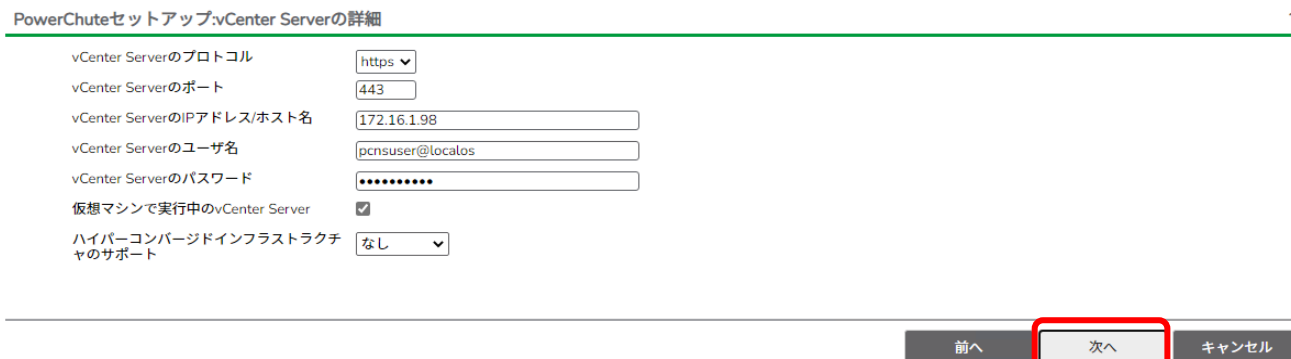 PowerChuteセットアップ:vCenter Serverの詳細
vCenter Serverのプロトコル
https
vCenter Serverのポート
443
vCenter ServerのIPアドレス/ホスト名
172.16.1.98
vCenter Serverのユーザ名
pcnsuser@localos
vCenter Serverのパスワード
••••••••••
仮想マシンで実行中のvCenter Server
ハイパーコンバージドインフラストラクチ
ャのサポート
なし
前へ
次へ
キャンセル